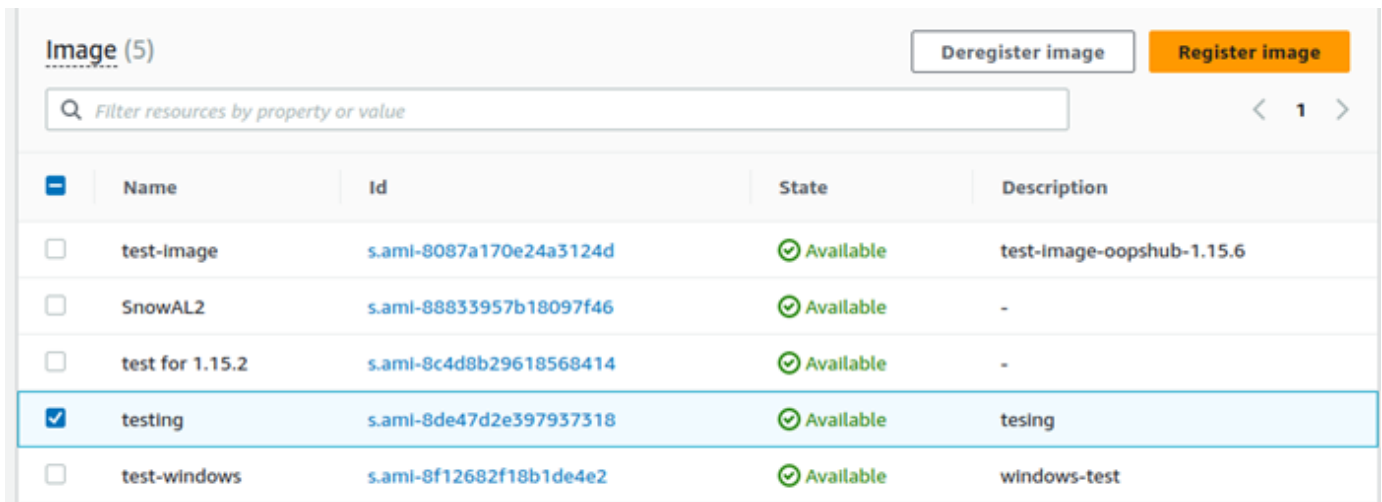 Image (5)
Deregister image
Register image
Filter resources by property or value
1
Name Id State Description
test-image s.ami-8087a170e24a3124d Available test-image-oopshub-1.15.6
SnowAL2 s.ami-88833957b18097f46 Available -
test for 1.15.2 s.ami-8c4d8b29618568414 Available -
testing s.ami-8de47d2e397937318 Available tesing
test-windows s.ami-8f12682f18b1de4e2 Available windows-test